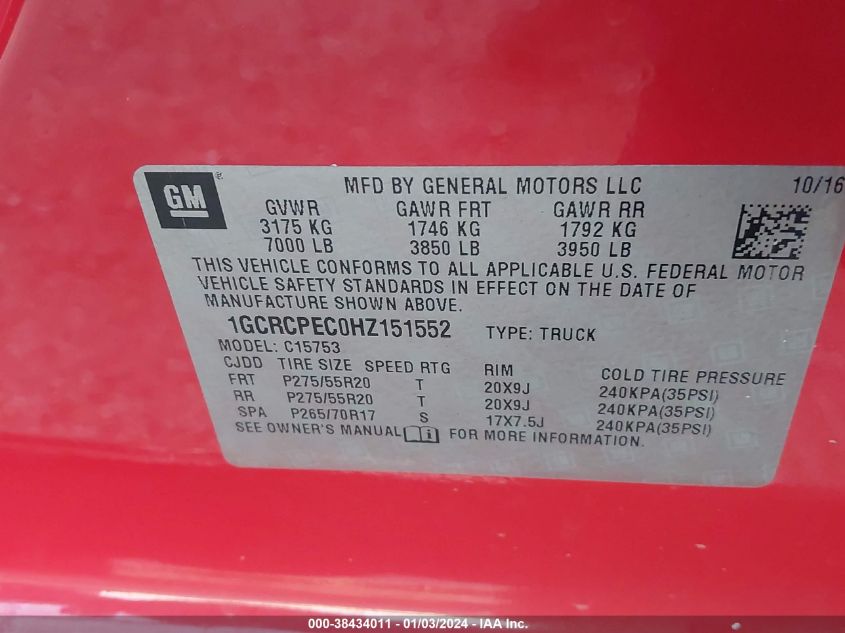 GM ®
MFD BY GENERAL MOTORS LLC 10/16
GVWR GAWR FRT GAWR RR
3175 KG 1746 KG 1792 KG
7000 LB 3850 LB 3950 LB
THIS VEHICLE CONFORMS TO ALL APPLICABLE U.S. FEDERAL MOTOR
VEHICLE SAFETY STANDARDS IN EFFECT ON THE DATE OF
MANUFACTURE SHOWN ABOVE.
1GCRCPEC0HZ151552 TYPE: TRUCK
MODEL: C15753
CJDD TIRE SIZE SPEED RTG RIM COLD TIRE PRESSURE
FRT P275/55R20 T 20X9J 240KPA(35PSI)
RR P275/55R20 T 20X9J 240KPA(35PSI)
SPA P265/70R17 S 17X7.5J 240KPA(35PSI)
SEE OWNER'S MANUAL FOR MORE INFORMATION.
000-38434011 - 01/03/2024 - IAA Inc.